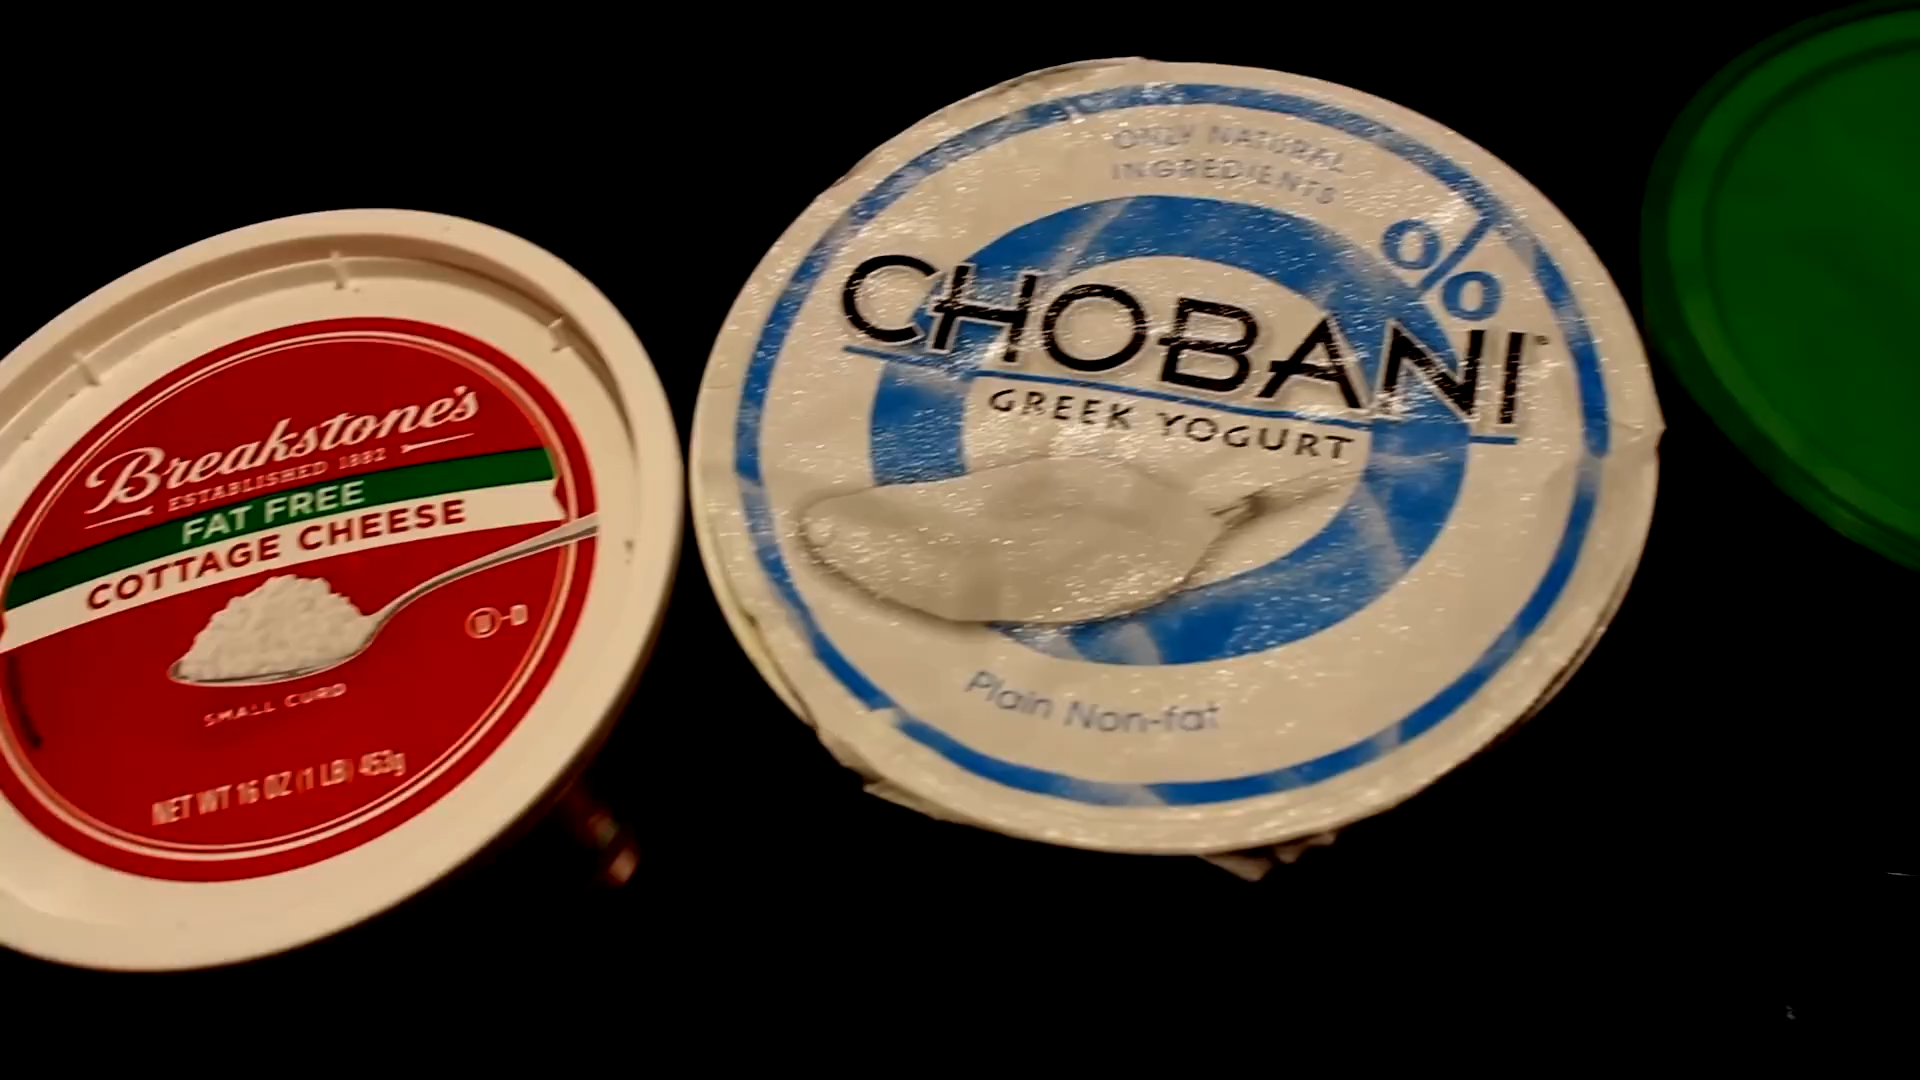 Breakstone's
ESTABLISHED 1882
FAT FREE
COTTAGE CHEESE
U-D
SMALL CURD
NET WT 16 OZ (1 LB) 453g
ONLY NATURAL
INGREDIENTS
%
CHOBANI
GREEK YOGURT
Plain Non-fat